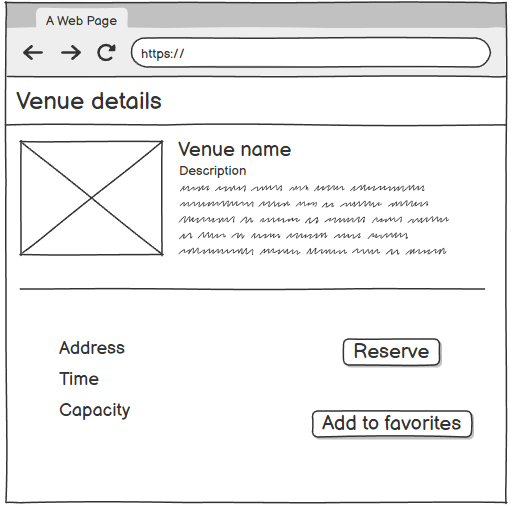 A Web Page
https://
Venue details
Venue name
Description
Address
Reserve
Time
Capacity
Add to favorites